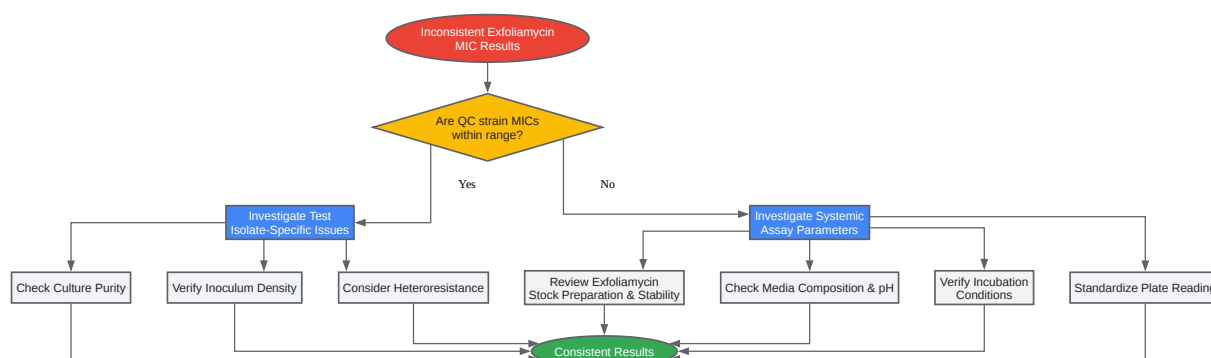 Inconsistent Exfoliamycin
MIC Results
Are QC strain MICs
within range?
Yes
No
Investigate Test
Isolate-Specific Issues
Investigate Systemic
Assay Parameters
Check Culture Purity
Verify Inoculum Density
Consider Heteroresistance
Review Exfoliamycin
Stock Preparation & Stability
Check Media Composition & pH
Verify Incubation
Conditions
Standardize Plate Reading
Consistent Results